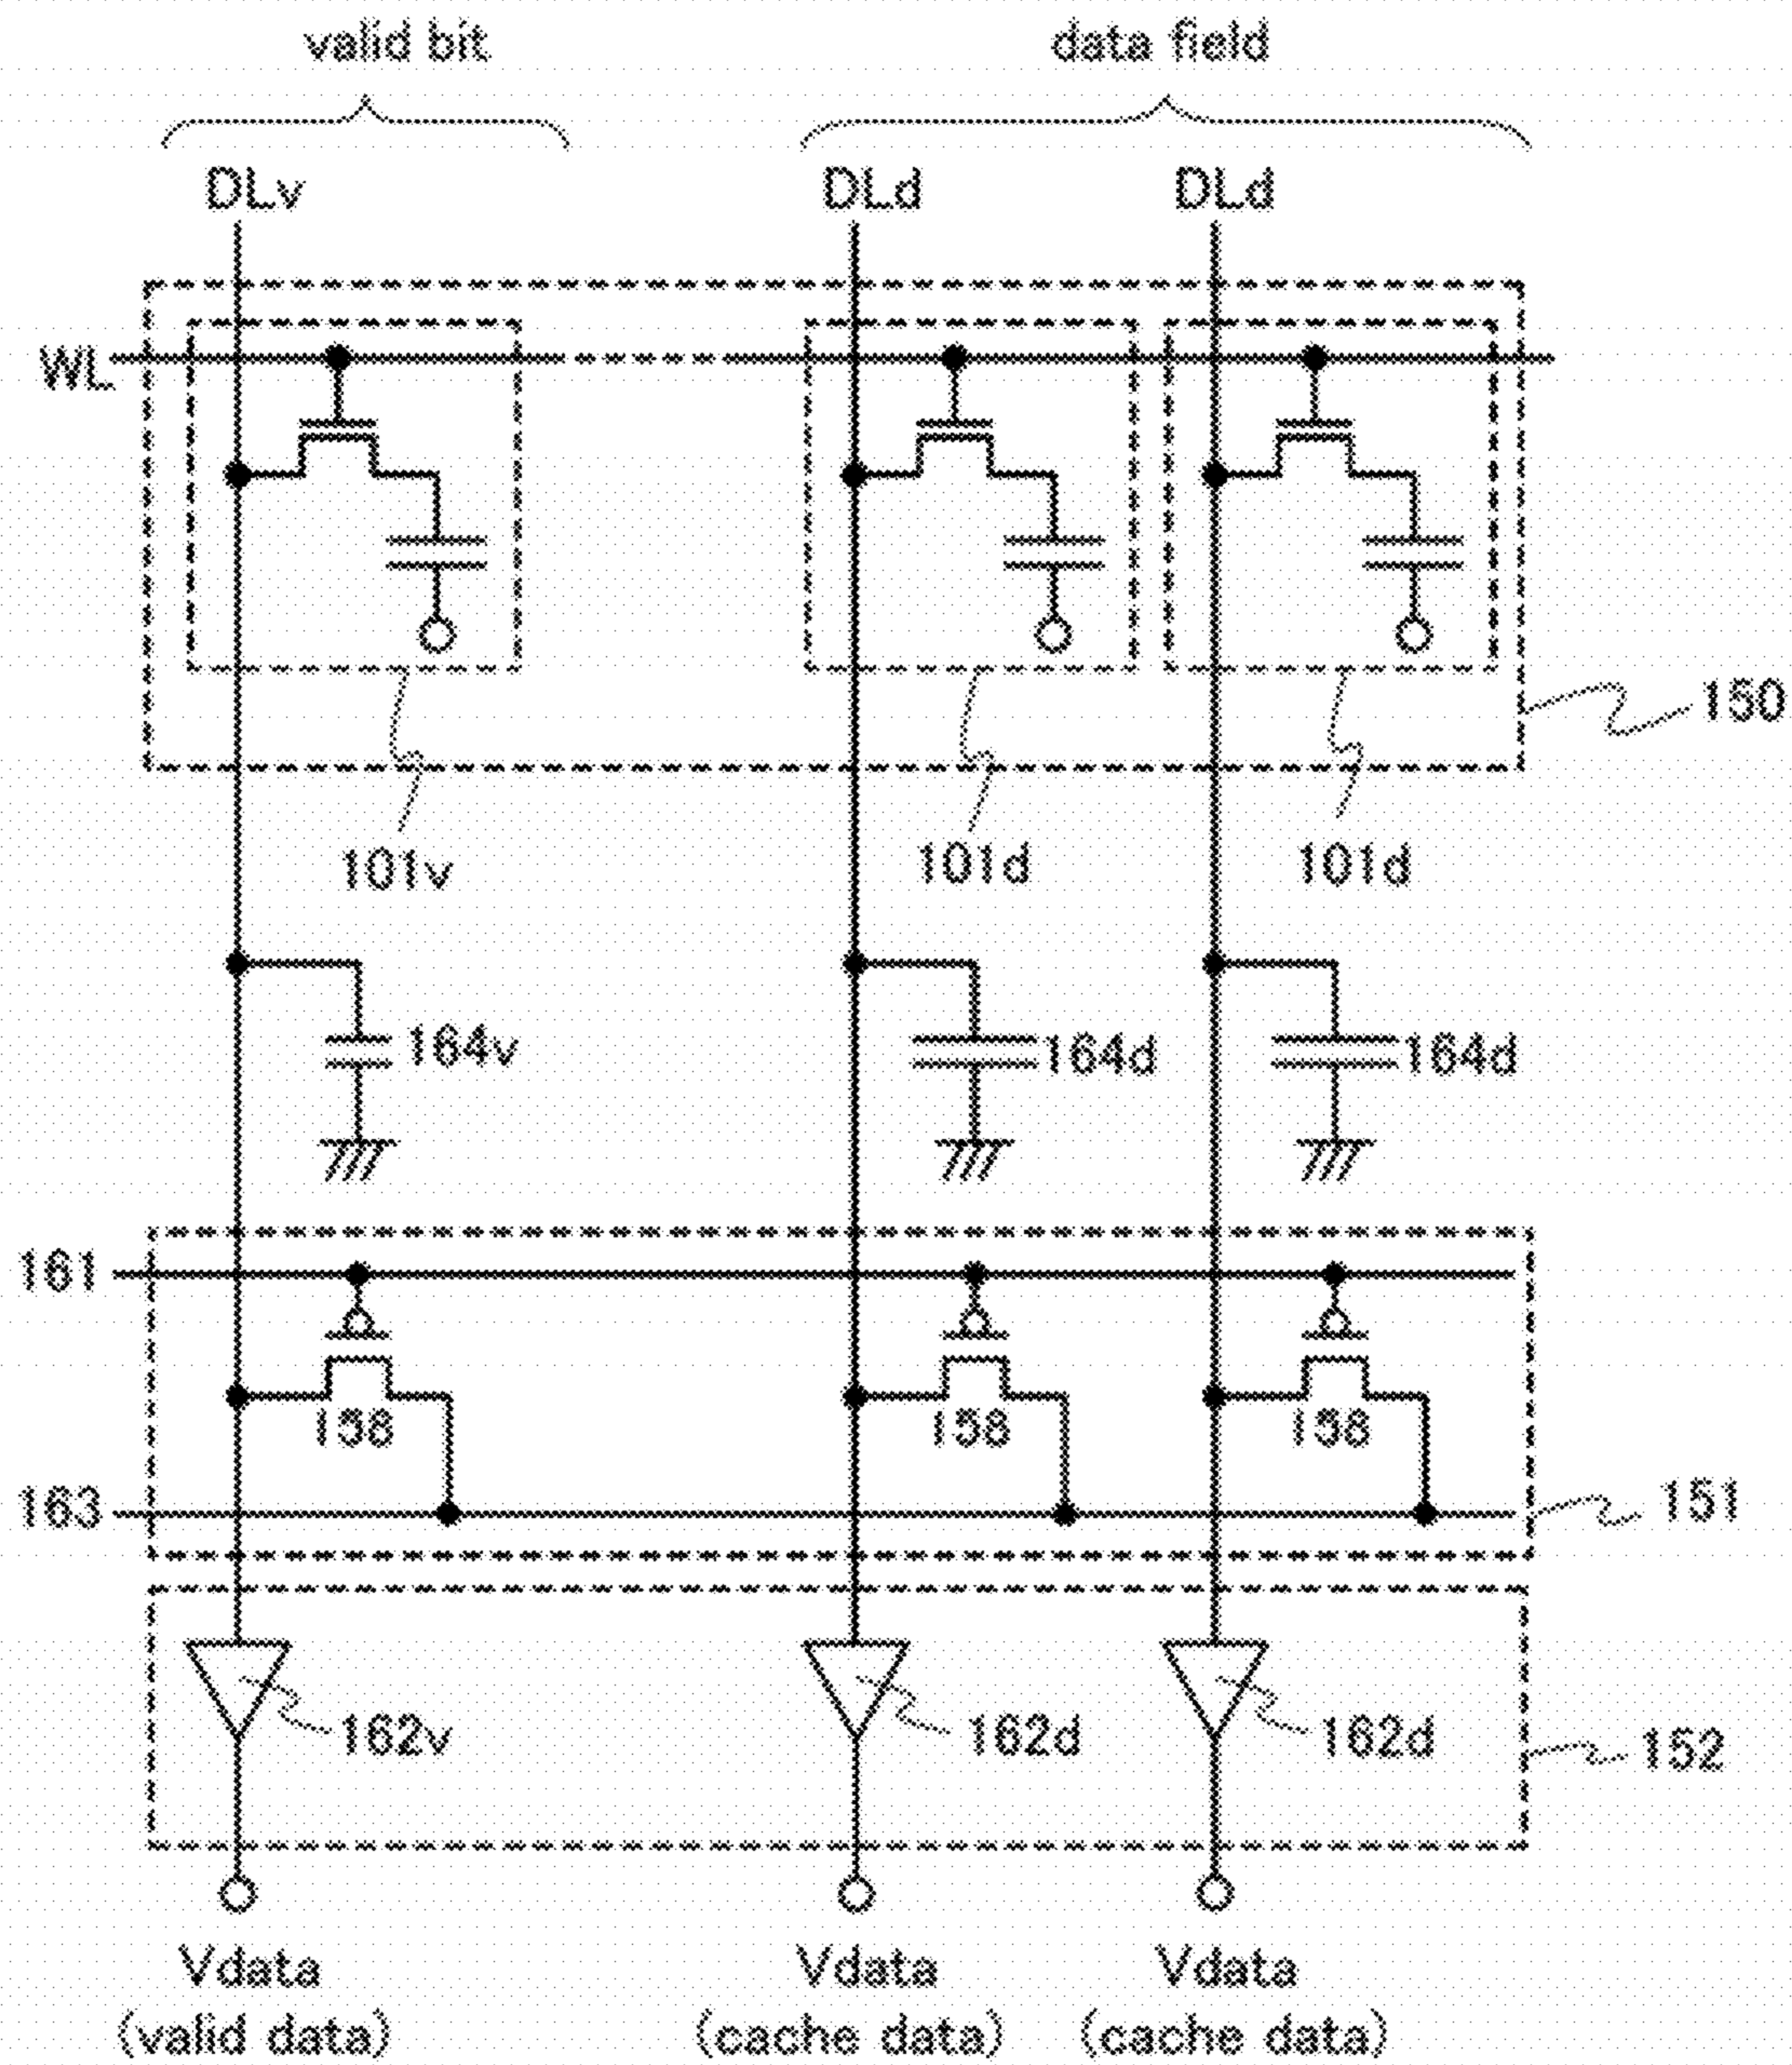 valid bit
data field
DLv
DLd
DLd
WL
150
101v
101d
101d
164v
164d
164d
161
158
158
158
163
151
162v
162d
162d
152
Vdata
(valid data)
Vdata
(cache data)
Vdata
(cache data)